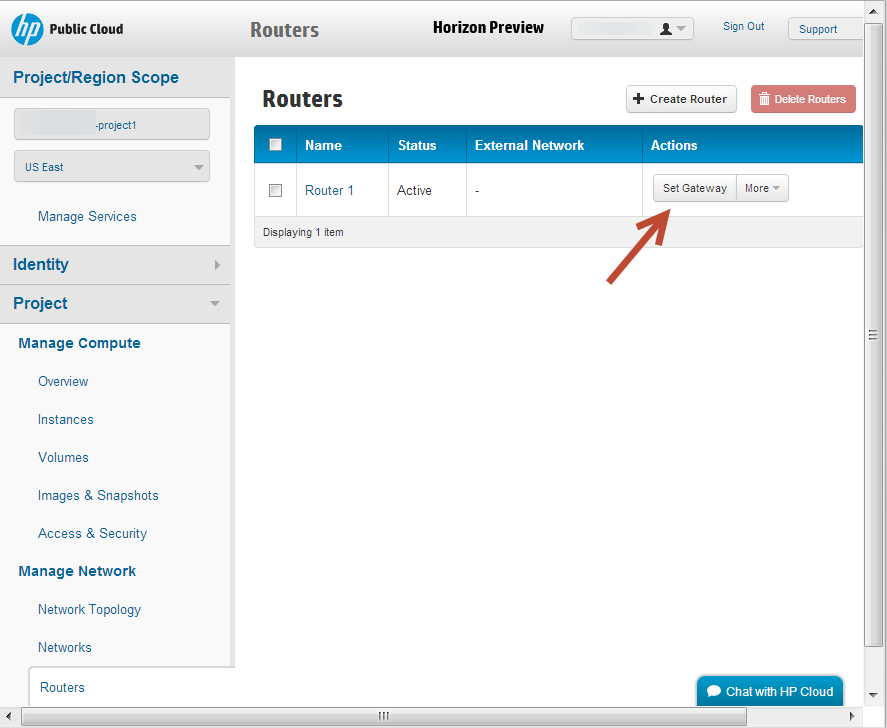 hp Public Cloud
Routers
Horizon Preview
Sign Out
Support
Project/Region Scope
-project1
US East
Manage Services
Identity
Project
Manage Compute
Overview
Instances
Volumes
Images & Snapshots
Access & Security
Manage Network
Network Topology
Networks
Routers
Routers
Create Router
Delete Routers
Name Status External Network Actions
Router 1 Active - Set Gateway More
Displaying 1 item
Chat with HP Cloud